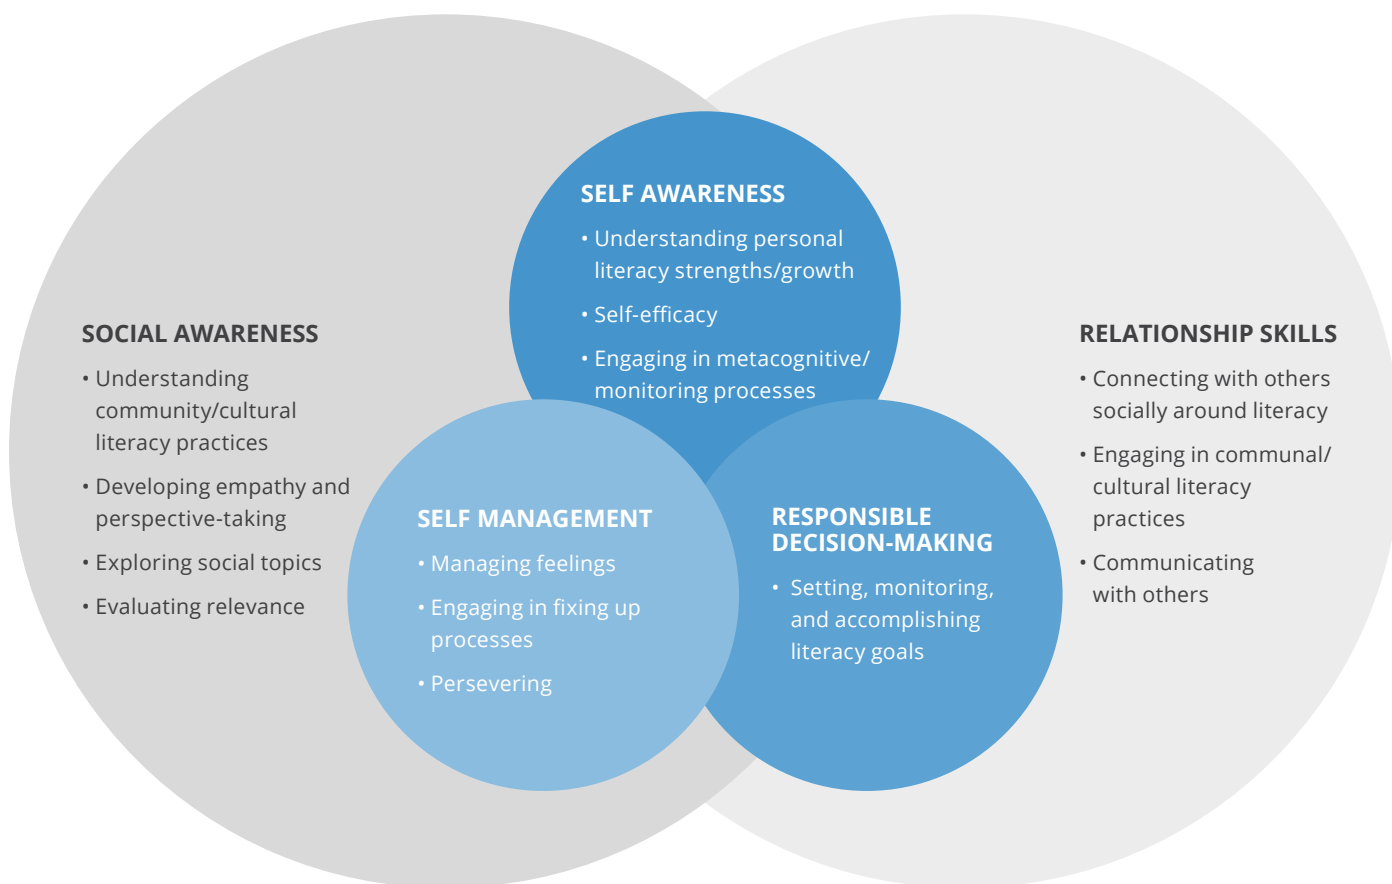 SELF AWARENESS
• Understanding personal
literacy strengths/growth
• Self-efficacy
• Engaging in metacognitive/
monitoring processes
SOCIAL AWARENESS
• Understanding
community/cultural
literacy practices
• Developing empathy and
perspective-taking
• Exploring social topics
• Evaluating relevance
SELF MANAGEMENT
• Managing feelings
• Engaging in fixing up
processes
• Persevering
RESPONSIBLE
DECISION-MAKING
• Setting, monitoring,
and accomplishing
literacy goals
RELATIONSHIP SKILLS
• Connecting with others
socially around literacy
• Engaging in communal/
cultural literacy
practices
• Communicating
with others